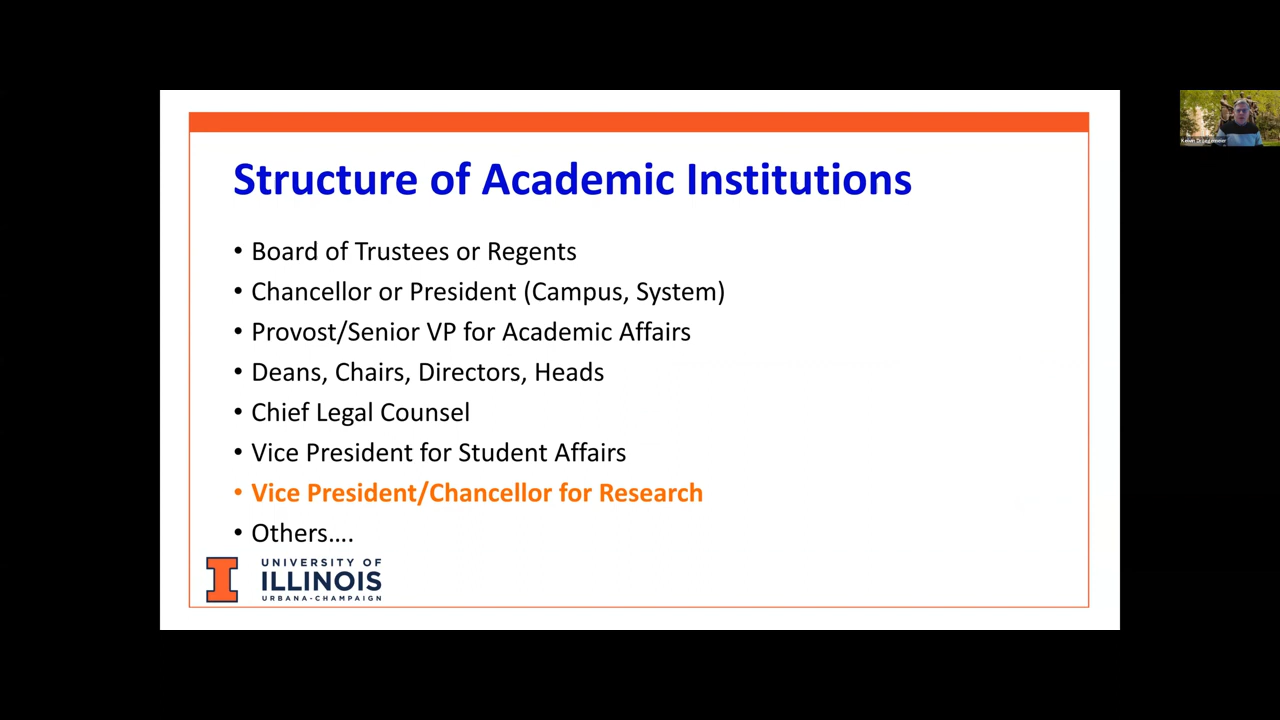 Structure of Academic Institutions
• Board of Trustees or Regents
• Chancellor or President (Campus, System)
• Provost/Senior VP for Academic Affairs
• Deans, Chairs, Directors, Heads
• Chief Legal Counsel
• Vice President for Student Affairs
• Vice President/Chancellor for Research
• Others....
UNIVERSITY OF
ILLINOIS
URBANA-CHAMPAIGN
Kelvin Droegemeier